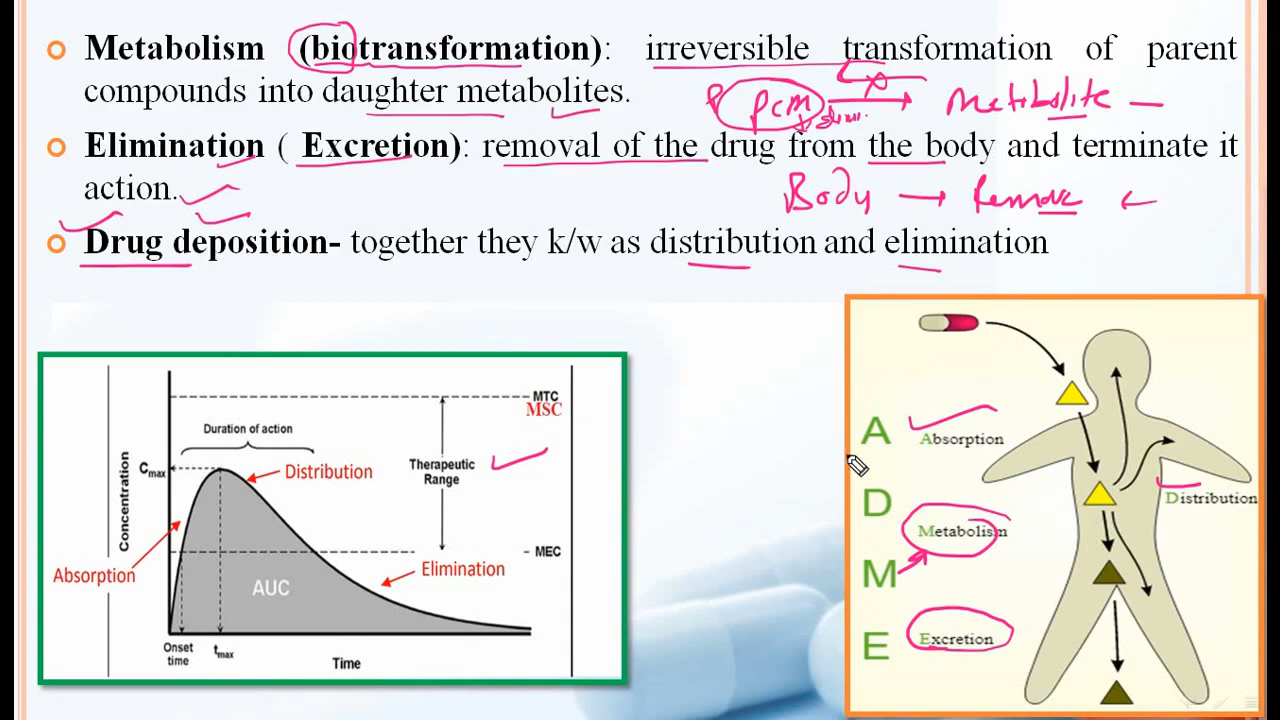 Metabolism (biotransformation): irreversible transformation of parent
compounds into daughter metabolites.
P PCM Metabolite
Elimination ( Excretion): removal of the drug from the body and terminate it
action.
Body → Remove ←
Drug deposition- together they k/w as distribution and elimination
MTC
MSC
Duration of action
Cmax
Distribution
Therapeutic
Range
Concentration
MEC
Absorption
AUC
Elimination
Onset
time
tmax
Time
A Absorption
D Distribution
Metabolism
M
E Excretion